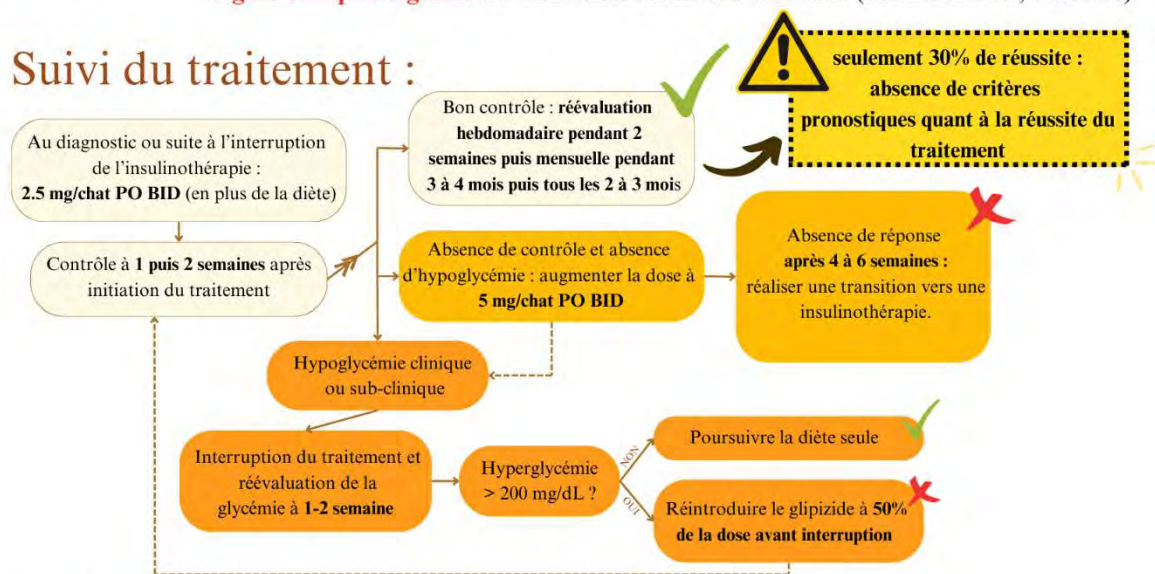 Suivi du traitement :
seulement 30% de réussite :
absence de critères
pronostiques quant à la réussite du
traitement
Au diagnostic ou suite à l'interruption
de l'insulinothérapie :
2.5 mg/chat PO BID (en plus de la diète)
Bon contrôle : réévaluation
hebdomadaire pendant 2
semaines puis mensuelle pendant
3 à 4 mois puis tous les 2 à 3 mois
Contrôle à 1 puis 2 semaines après
initiation du traitement
Absence de contrôle et absence
d'hypoglycémie : augmenter la dose à
5 mg/chat PO BID
Absence de réponse
après 4 à 6 semaines :
réaliser une transition vers une
insulinothérapie.
Hypoglycémie clinique
ou sub-clinique
Interruption du traitement et
réévaluation de la
glycémie à 1-2 semaine
Hyperglycémie
> 200 mg/dL ?
NON
Poursuivre la diète seule
OUI
Réintroduire le glipizide à 50%
de la dose avant interruption